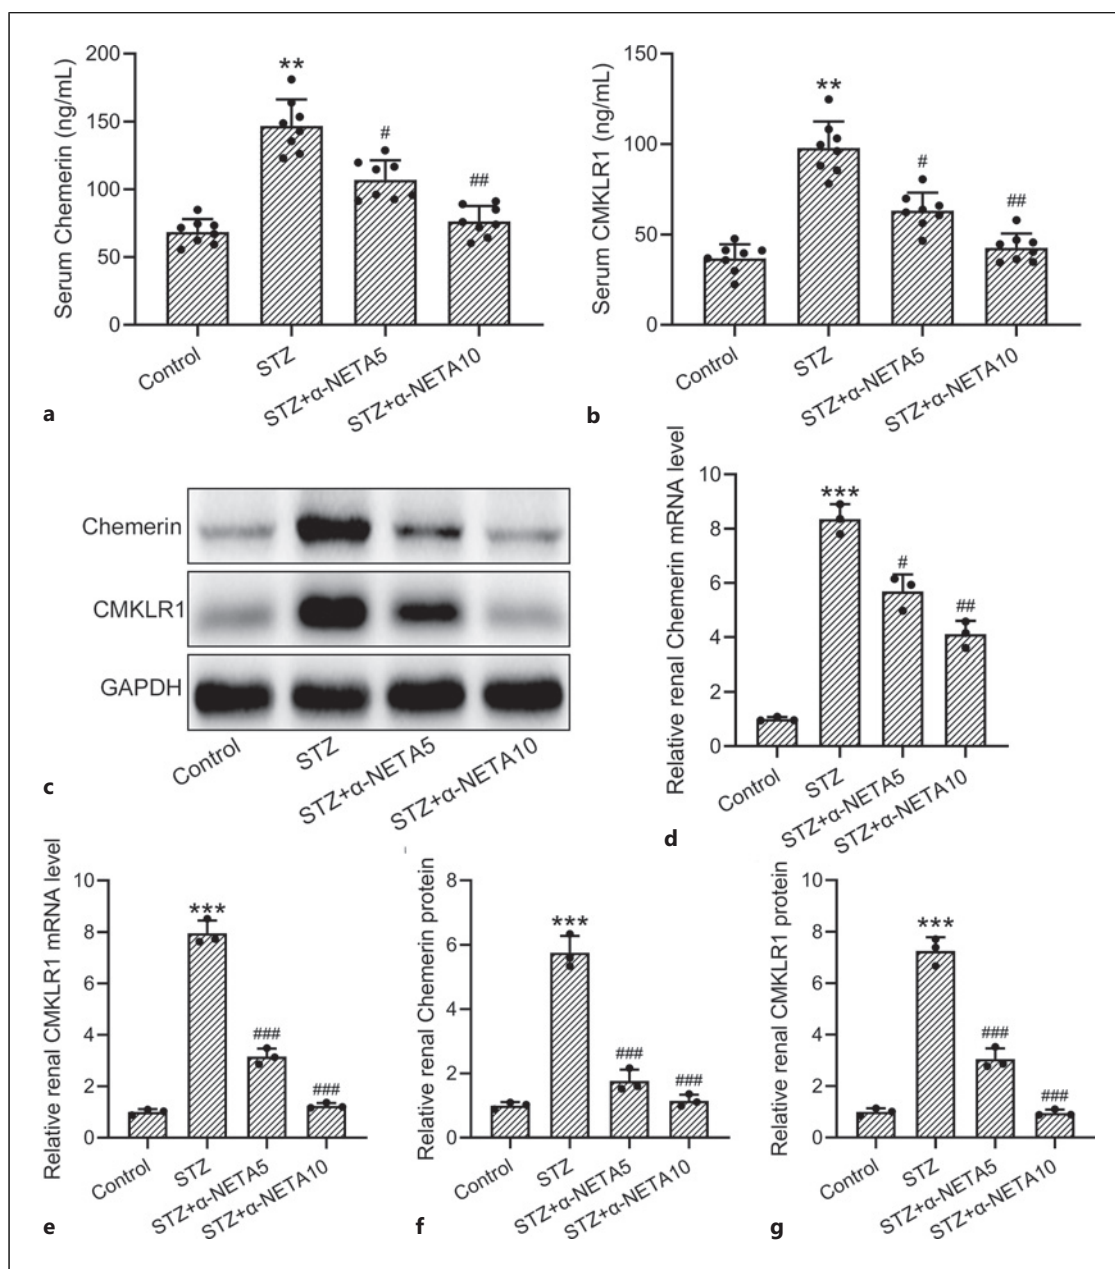 Serum Chemerin (ng/mL)
200
150
100
50
0
**
#
##
Control
STZ
STZ+α-NETA5
STZ+α-NETA10
a
Serum CMKLR1 (ng/mL)
150
100
50
0
**
#
##
Control
STZ
STZ+α-NETA5
STZ+α-NETA10
b
Chemerin
CMKLR1
GAPDH
Control
STZ
STZ+α-NETA5
STZ+α-NETA10
c
Relative renal Chemerin mRNA level
10
8
6
4
2
0
***
#
##
Control
STZ
STZ+α-NETA5
STZ+α-NETA10
d
Relative renal CMKLR1 mRNA level
10
8
6
4
2
0
***
###
###
Control
STZ
STZ+α-NETA5
STZ+α-NETA10
e
Relative renal Chemerin protein
8
6
4
2
0
***
###
###
Control
STZ
STZ+α-NETA5
STZ+α-NETA10
f
Relative renal CMKLR1 protein
10
8
6
4
2
0
***
###
###
Control
STZ
STZ+α-NETA5
STZ+α-NETA10
g